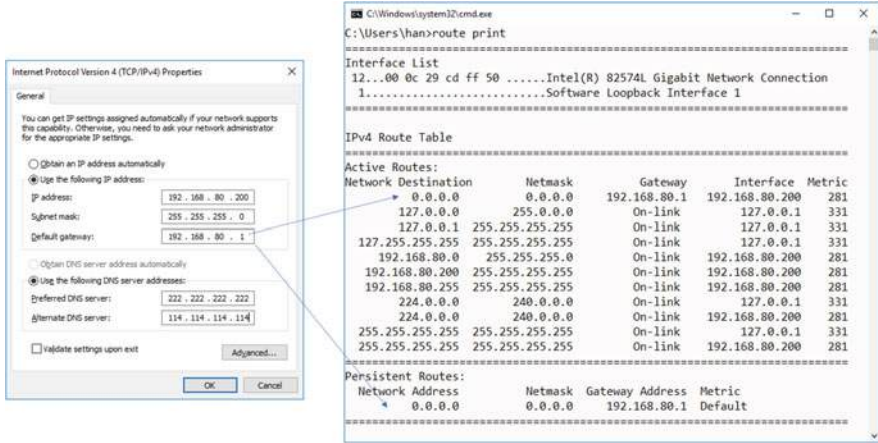 Internet Protocol Version 4 (TCP/IPv4) Properties
General
You can get IP settings assigned automatically if your network supports
this capability. Otherwise, you need to ask your network administrator
for the appropriate IP settings.
Obtain an IP address automatically
Use the following IP address:
IP address: 192 . 168 . 80 . 200
Subnet mask: 255 . 255 . 255 . 0
Default gateway: 192 . 168 . 80 . 1
Obtain DNS server address automatically
Use the following DNS server addresses:
Preferred DNS server: 222 . 222 . 222 . 222
Alternate DNS server: 114 . 114 . 114 . 114
Validate settings upon exit
Advanced...
OK Cancel
C:\Windows\system32\cmd.exe
C:\Users\han>route print
===========================================================================
Interface List
12...00 0c 29 cd ff 50 ......Intel(R) 82574L Gigabit Network Connection
1...........................Software Loopback Interface 1
===========================================================================
IPv4 Route Table
===========================================================================
Active Routes:
Network Destination Netmask Gateway Interface Metric
0.0.0.0 0.0.0.0 192.168.80.1 192.168.80.200 281
127.0.0.0 255.0.0.0 On-link 127.0.0.1 331
127.0.0.1 255.255.255.255 On-link 127.0.0.1 331
127.255.255.255 255.255.255.255 On-link 127.0.0.1 331
192.168.80.0 255.255.255.0 On-link 192.168.80.200 281
192.168.80.200 255.255.255.255 On-link 192.168.80.200 281
192.168.80.255 255.255.255.255 On-link 192.168.80.200 281
224.0.0.0 240.0.0.0 On-link 127.0.0.1 331
224.0.0.0 240.0.0.0 On-link 192.168.80.200 281
255.255.255.255 255.255.255.255 On-link 127.0.0.1 331
255.255.255.255 255.255.255.255 On-link 192.168.80.200 281
===========================================================================
Persistent Routes:
Network Address Netmask Gateway Address Metric
0.0.0.0 0.0.0.0 192.168.80.1 Default
===========================================================================